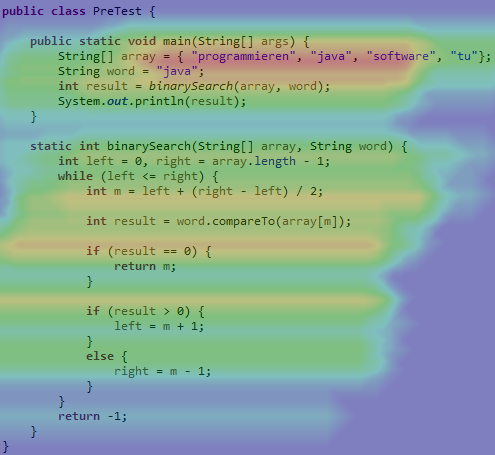 public class PreTest {
public static void main(String[] args) {
String[] array = { "programmieren", "java", "software", "tu"};
String word = "java";
int result = binarySearch(array, word);
System.out.println(result);
}
static int binarySearch(String[] array, String word) {
int left = 0, right = array.length - 1;
while (left <= right) {
int m = left + (right - left) / 2;
int result = word.compareTo(array[m]);
if (result == 0) {
return m;
}
if (result > 0) {
left = m + 1;
}
else {
right = m - 1;
}
}
return -1;
}
}